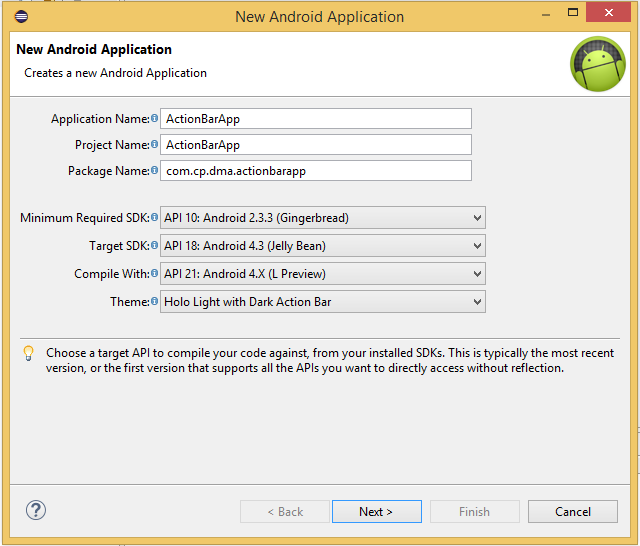 New Android Application
New Android Application
Creates a new Android Application
Application Name: ActionBarApp
Project Name: ActionBarApp
Package Name: com.cp.dma.actionbarapp
Minimum Required SDK: API 10: Android 2.3.3 (Gingerbread)
Target SDK: API 18: Android 4.3 (Jelly Bean)
Compile With: API 21: Android 4.X (L Preview)
Theme: Holo Light with Dark Action Bar
Choose a target API to compile your code against, from your installed SDKs. This is typically the most recent
version, or the first version that supports all the APIs you want to directly access without reflection.
? < Back Next > Finish Cancel